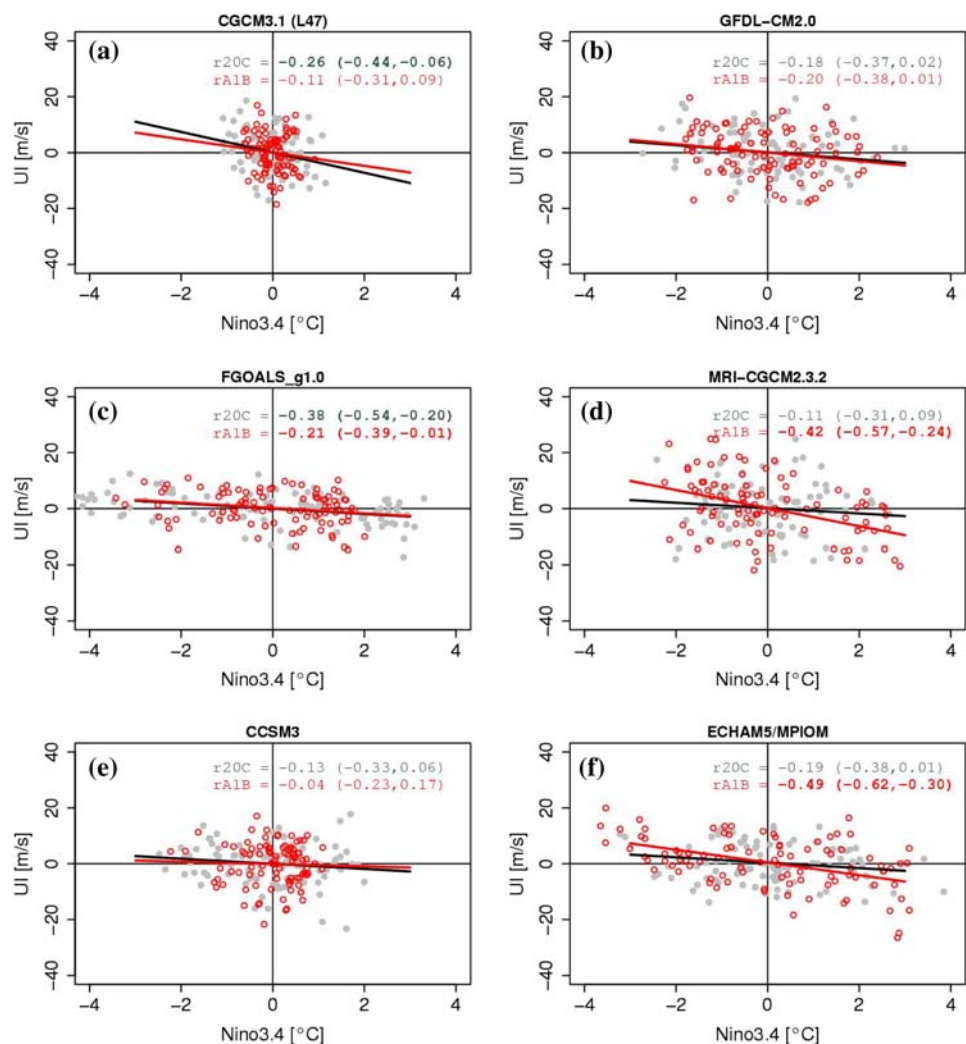 CGCM3.1 (L47)
(a)
r20C = -0.26 (-0.44,-0.06)
rA1B = -0.11 (-0.31,0.09)
UI [m/s]
40
20
0
-20
-40
-4 -2 0 2 4
Nino3.4 [°C]
GFDL-CM2.0
(b)
r20C = -0.18 (-0.37,0.02)
rA1B = -0.20 (-0.38,0.01)
UI [m/s]
40
20
0
-20
-40
-4 -2 0 2 4
Nino3.4 [°C]
FGOALS_g1.0
(c)
r20C = -0.38 (-0.54,-0.20)
rA1B = -0.21 (-0.39,-0.01)
UI [m/s]
40
20
0
-20
-40
-4 -2 0 2 4
Nino3.4 [°C]
MRI-CGCM2.3.2
(d)
r20C = -0.11 (-0.31,0.09)
rA1B = -0.42 (-0.57,-0.24)
UI [m/s]
40
20
0
-20
-40
-4 -2 0 2 4
Nino3.4 [°C]
CCSM3
(e)
r20C = -0.13 (-0.33,0.06)
rA1B = -0.04 (-0.23,0.17)
UI [m/s]
40
20
0
-20
-40
-4 -2 0 2 4
Nino3.4 [°C]
ECHAM5/MPIOM
(f)
r20C = -0.19 (-0.38,0.01)
rA1B = -0.49 (-0.62,-0.30)
UI [m/s]
40
20
0
-20
-40
-4 -2 0 2 4
Nino3.4 [°C]